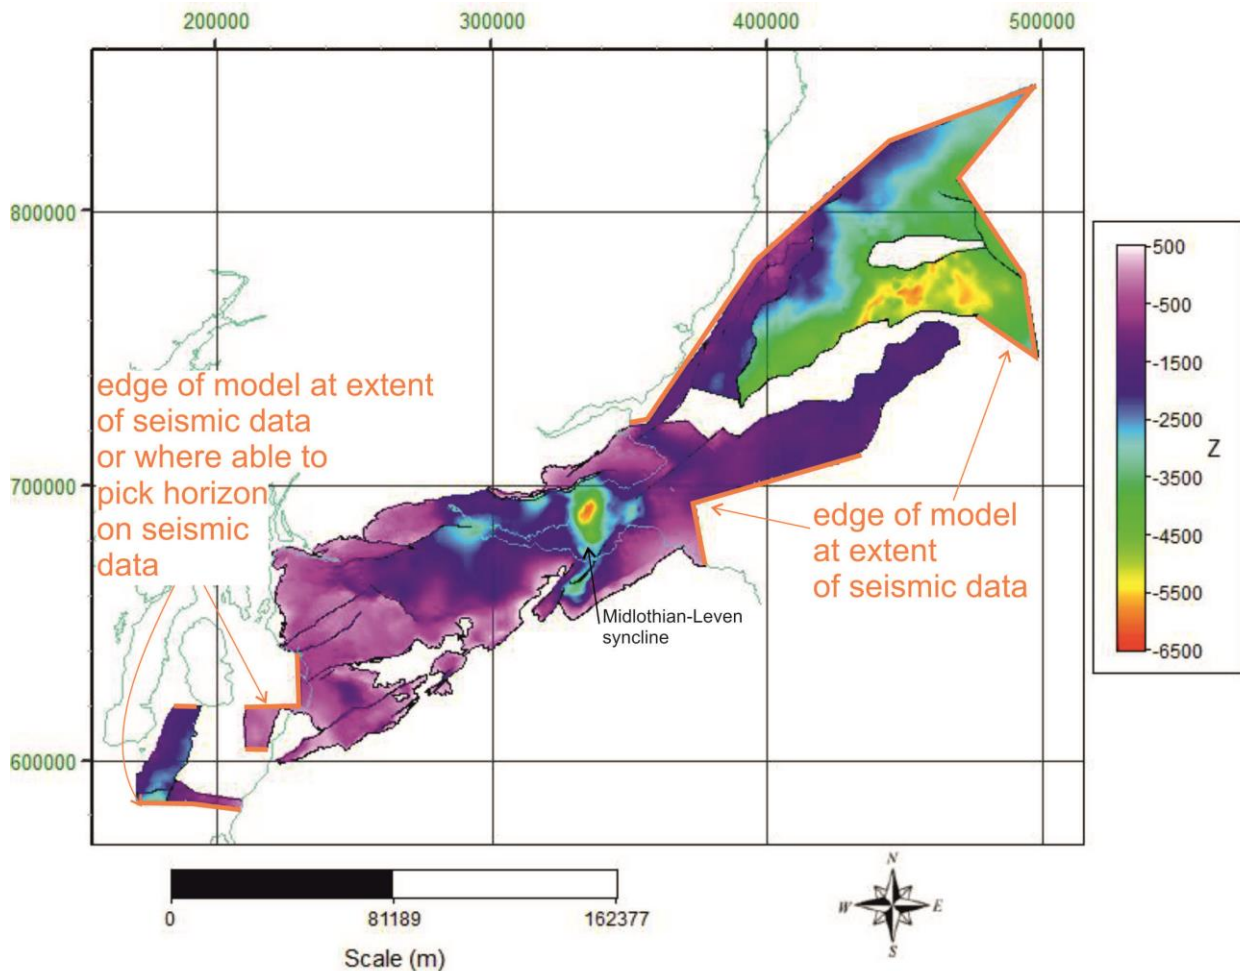 200000
300000
400000
500000
800000
700000
600000
edge of model at extent
of seismic data
or where able to
pick horizon
on seismic
data
Midlothian-Leven
syncline
edge of model
at extent
of seismic data
500
-500
-1500
-2500
-3500
-4500
-5500
-6500
Z
0
81189
162377
Scale (m)
N
W
E
S